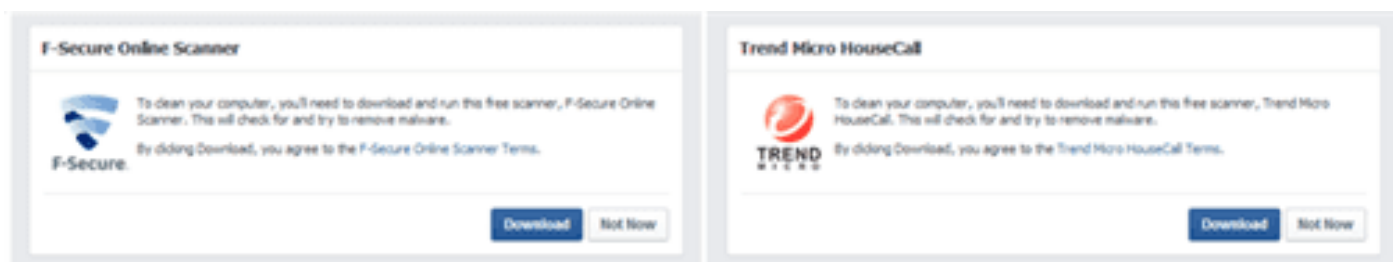 F-Secure Online Scanner
To clean your computer, you'll need to download and run this free scanner, F-Secure Online
Scanner. This will check for and try to remove malware.
By clicking Download, you agree to the F-Secure Online Scanner Terms.
F-Secure.
Download
Not Now
Trend Micro HouseCall
To clean your computer, you'll need to download and run this free scanner, Trend Micro
HouseCall. This will check for and try to remove malware.
By clicking Download, you agree to the Trend Micro HouseCall Terms.
TREND
MICRO
Download
Not Now